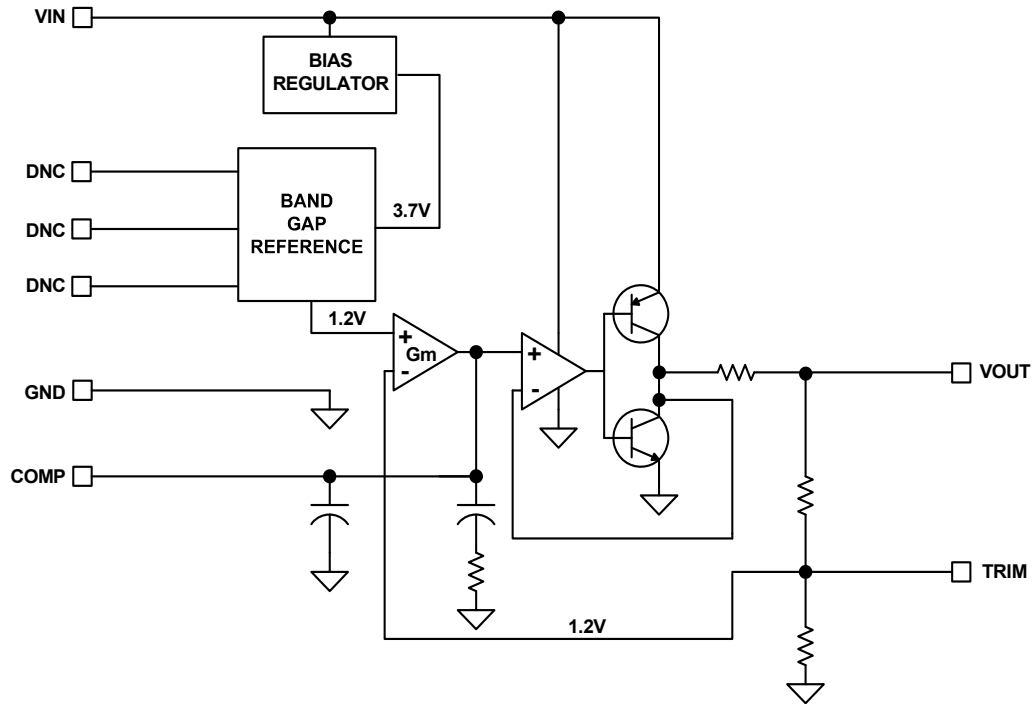 VIN
BIAS
REGULATOR
DNC
BAND
GAP
REFERENCE
3.7V
DNC
DNC
1.2V
+
Gm
-
+
-
VOUT
GND
COMP
TRIM
1.2V